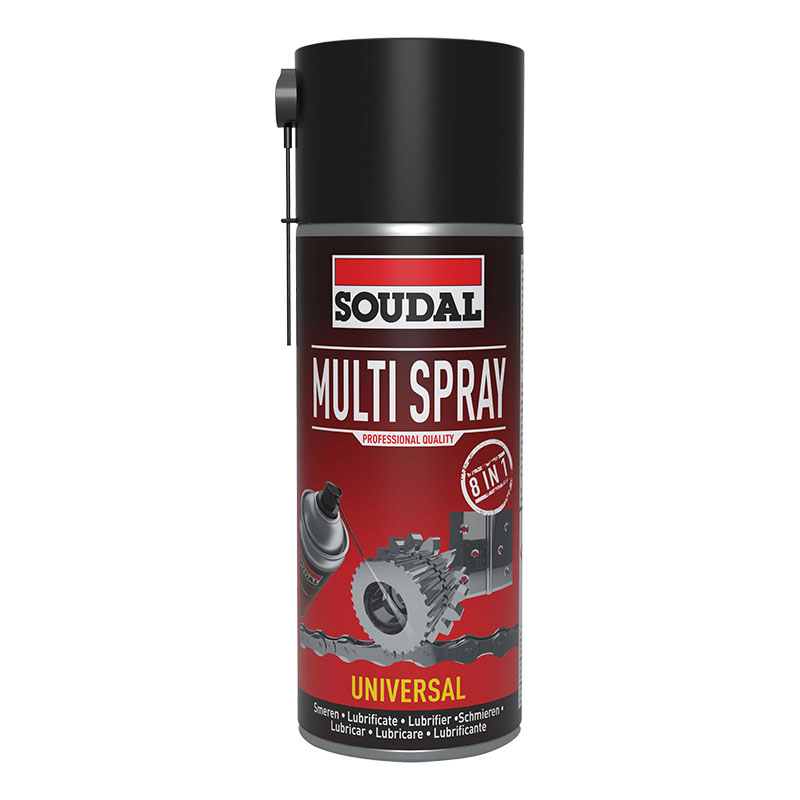 SOUDAL
MULTI SPRAY
PROFESSIONAL QUALITY
8 IN 1
UNIVERSAL
Smeren • Lubrificate • Lubrifier •Schmieren •
Lubricar • Lubricare • Lubrificante